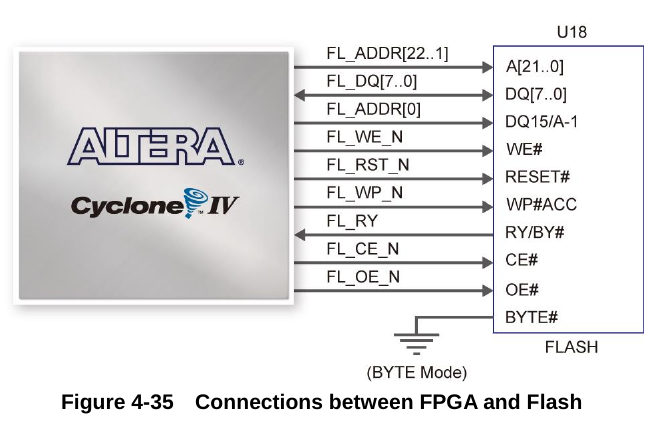 U18
FL_ADDR[22..1]
A[21..0]
FL_DQ[7..0]
DQ[7..0]
FL_ADDR[0]
DQ15/A-1
FL_WE_N
WE#
FL_RST_N
RESET#
FL_WP_N
WP#ACC
FL_RY
RY/BY#
FL_CE_N
CE#
FL_OE_N
OE#
BYTE#
ALTERA®
Cyclone™ IV
FLASH
(BYTE Mode)
Figure 4-35 Connections between FPGA and Flash